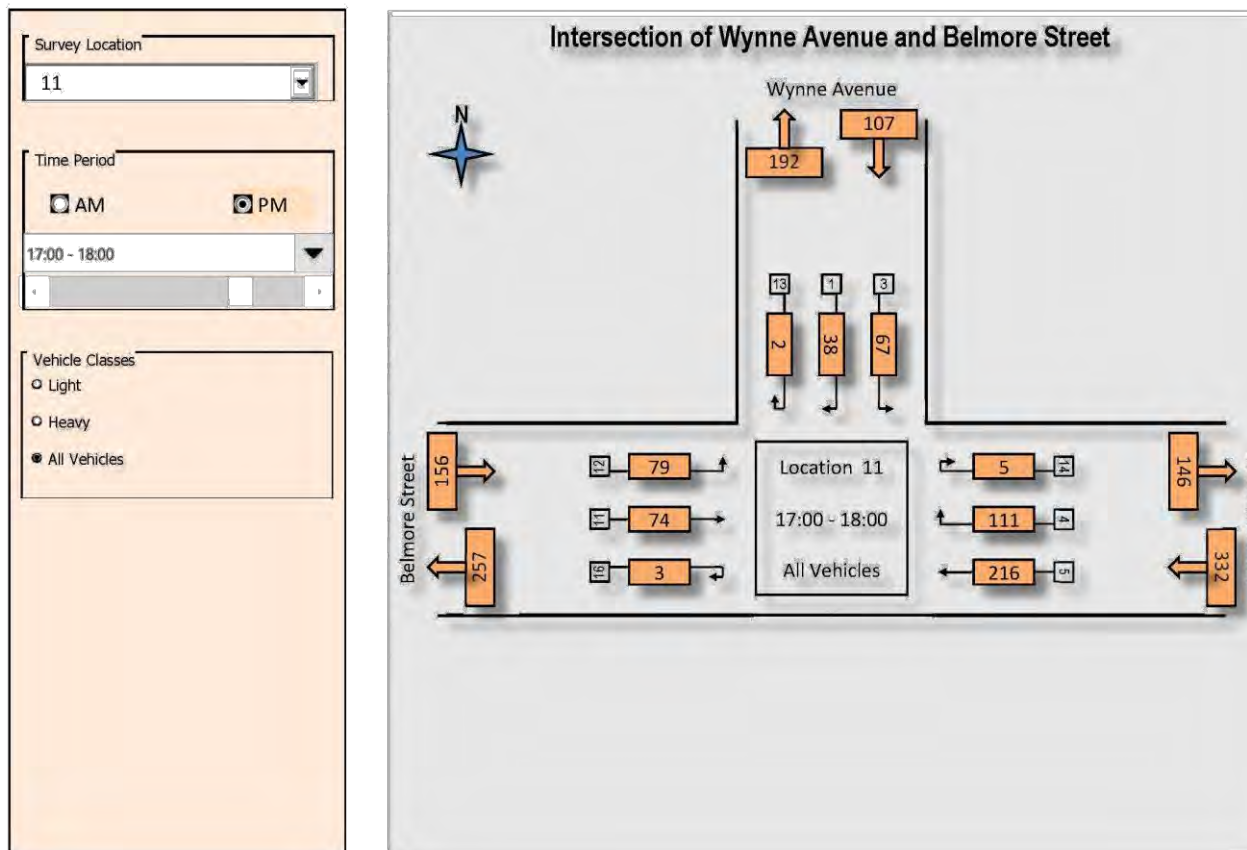 Survey Location
11
Time Period
AM
PM
17:00 - 18:00
Vehicle Classes
Light
Heavy
All Vehicles
Intersection of Wynne Avenue and Belmore Street
Wynne Avenue
N
107
192
13 1 3
2 38 67
Belmore Street
156
12 79
Location 11
5 14
146
11 74
17:00 - 18:00
111 4
257
16 3
All Vehicles
216 5
332